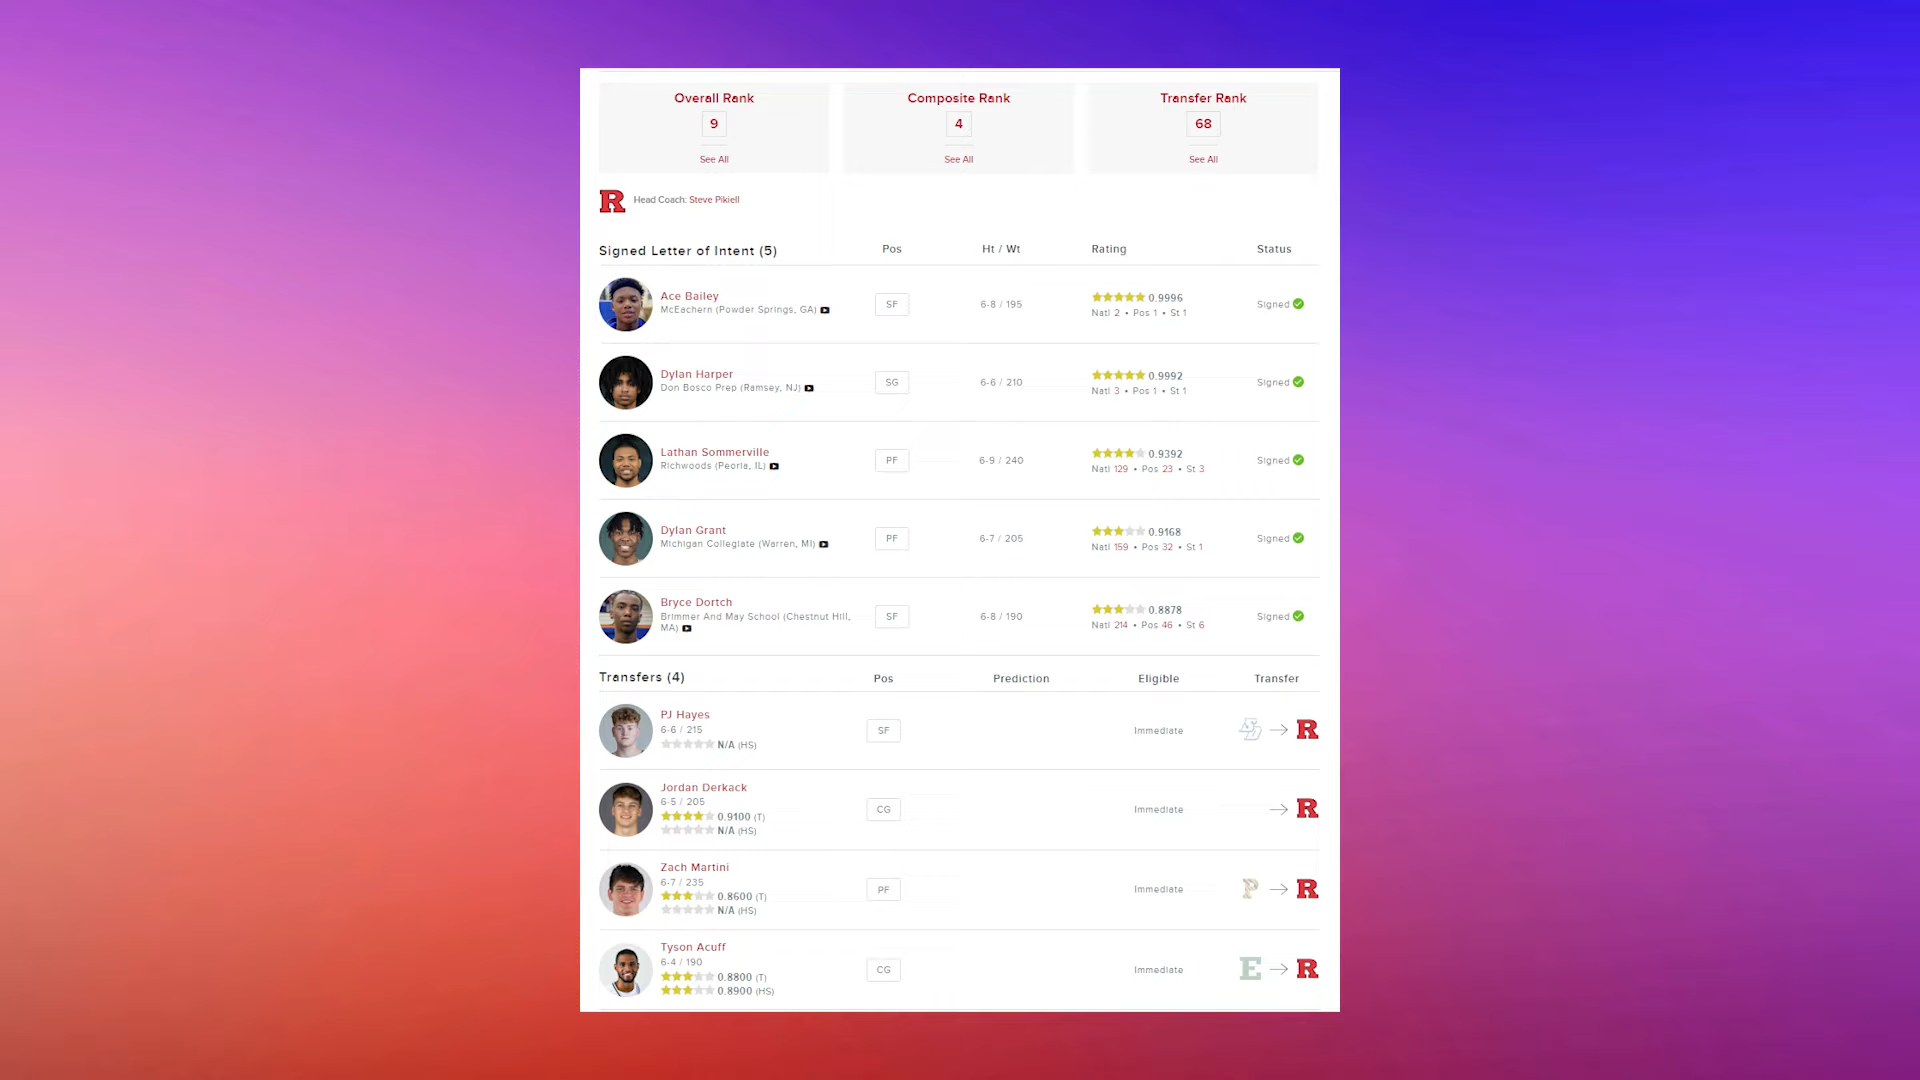 Overall Rank Composite Rank Transfer Rank
9 4 68
See All See All See All
R Head Coach: Steve Pikiell
Signed Letter of Intent (5) Pos Ht / Wt Rating Status
Ace Bailey
McEachern (Powder Springs, GA)
SF 6-8 / 195 0.9996 Signed
Natl 2 • Pos 1 • St 1
Dylan Harper
Don Bosco Prep (Ramsey, NJ)
SG 6-6 / 210 0.9992 Signed
Natl 3 • Pos 1 • St 1
Lathan Sommerville
Richwoods (Peoria, IL)
PF 6-9 / 240 0.9392 Signed
Natl 129 • Pos 23 • St 3
Dylan Grant
Michigan Collegiate (Warren, MI)
PF 6-7 / 205 0.9168 Signed
Natl 159 • Pos 32 • St 1
Bryce Dortch
Brimmer And May School (Chestnut Hill,
MA)
SF 6-8 / 190 0.8878 Signed
Natl 214 • Pos 46 • St 6
Transfers (4) Pos Prediction Eligible Transfer
PJ Hayes
6-6 / 215
N/A (HS)
SF Immediate SD R
Jordan Derkack
6-5 / 205
0.9100 (T)
N/A (HS)
CG Immediate R
Zach Martini
6-7 / 235
0.8600 (T)
N/A (HS)
PF Immediate P R
Tyson Acuff
6-4 / 190
0.8800 (T)
0.8900 (HS)
CG Immediate E R